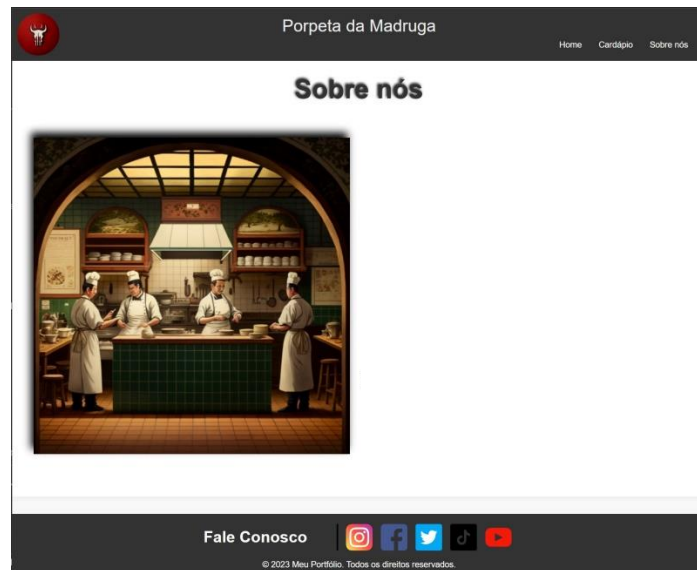 Porpeta da Madruga
Home Cardápio Sobre nós
Sobre nós
Fale Conosco
© 2023 Meu Portfólio. Todos os direitos reservados.